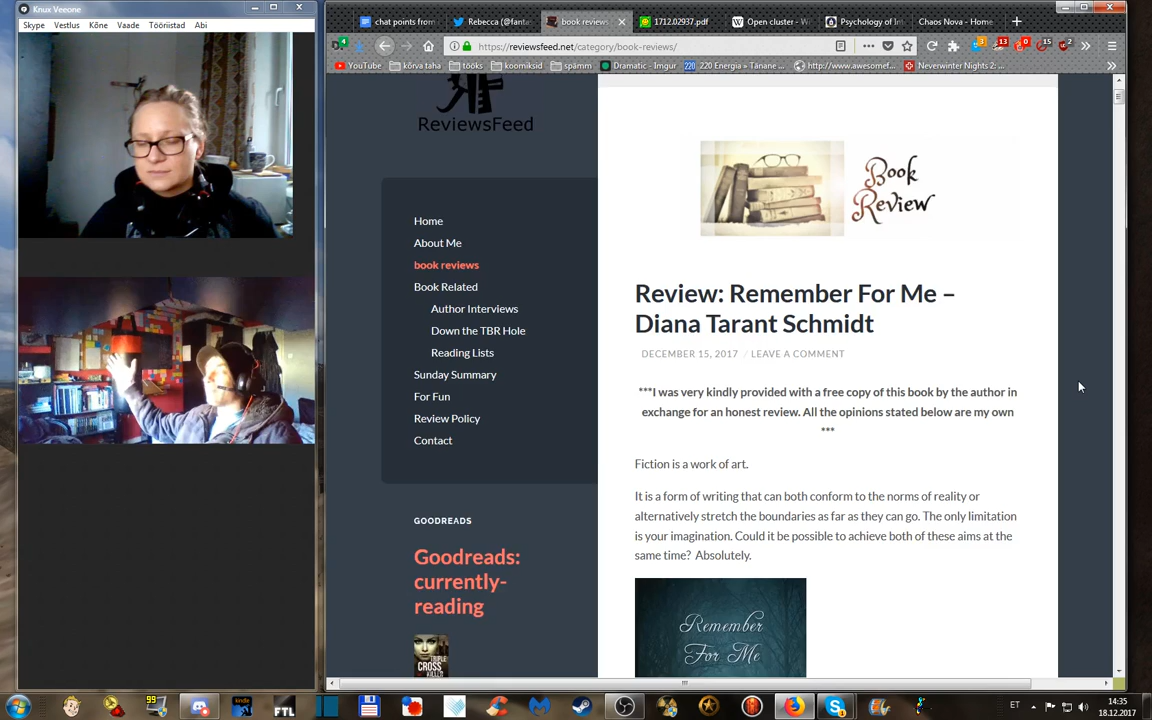 Knux Veeone
Skype Vestlus Kõne Vaade Tööriistad Abi
chat points from
Rebecca (@fanta
book reviews
1712.02937.pdf
Open cluster - Wi
Psychology of In
Chaos Nova - Home
https://reviewsfeed.net/category/book-reviews/
YouTube
kõrva taha
tööks
koomiksid
spämm
Dramatic - Imgur
220 Energia » Tänane ...
http://www.awesomef...
Neverwinter Nights 2: ...
ReviewsFeed
Home
About Me
book reviews
Book Related
Author Interviews
Down the TBR Hole
Reading Lists
Sunday Summary
For Fun
Review Policy
Contact
GOODREADS
Goodreads:
currently-
reading
TRIPLE
CROSS
KILLER
Book
Review
Review: Remember For Me –
Diana Tarant Schmidt
DECEMBER 15, 2017 / LEAVE A COMMENT
***I was very kindly provided with a free copy of this book by the author in
exchange for an honest review. All the opinions stated below are my own
***
Fiction is a work of art.
It is a form of writing that can both conform to the norms of reality or
alternatively stretch the boundaries as far as they can go. The only limitation
is your imagination. Could it be possible to achieve both of these aims at the
same time? Absolutely.
Remember
For Me
99
kindle
FTL
ET
14:35
18.12.2017